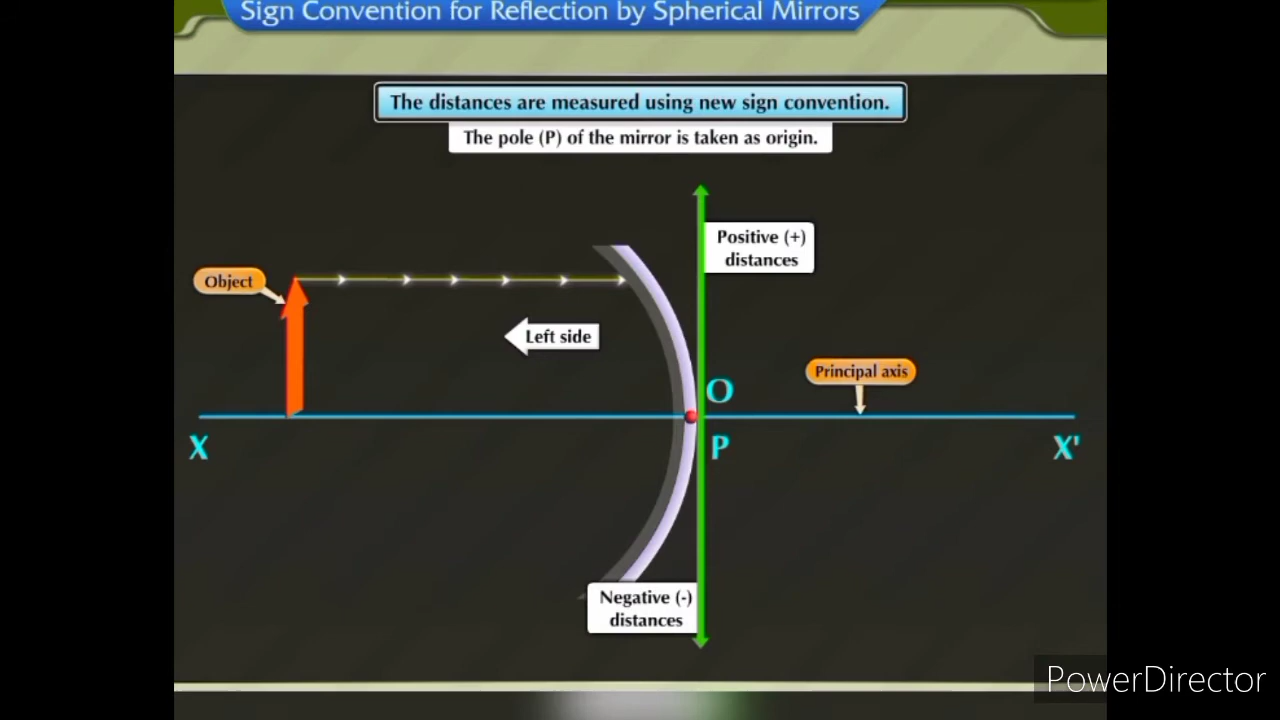 Sign Convention for Reflection by Spherical Mirrors
The distances are measured using new sign convention.
The pole (P) of the mirror is taken as origin.
Positive (+)
distances
Object
Left side
Principal axis
O
X
P
X'
Negative (-)
distances
PowerDirector